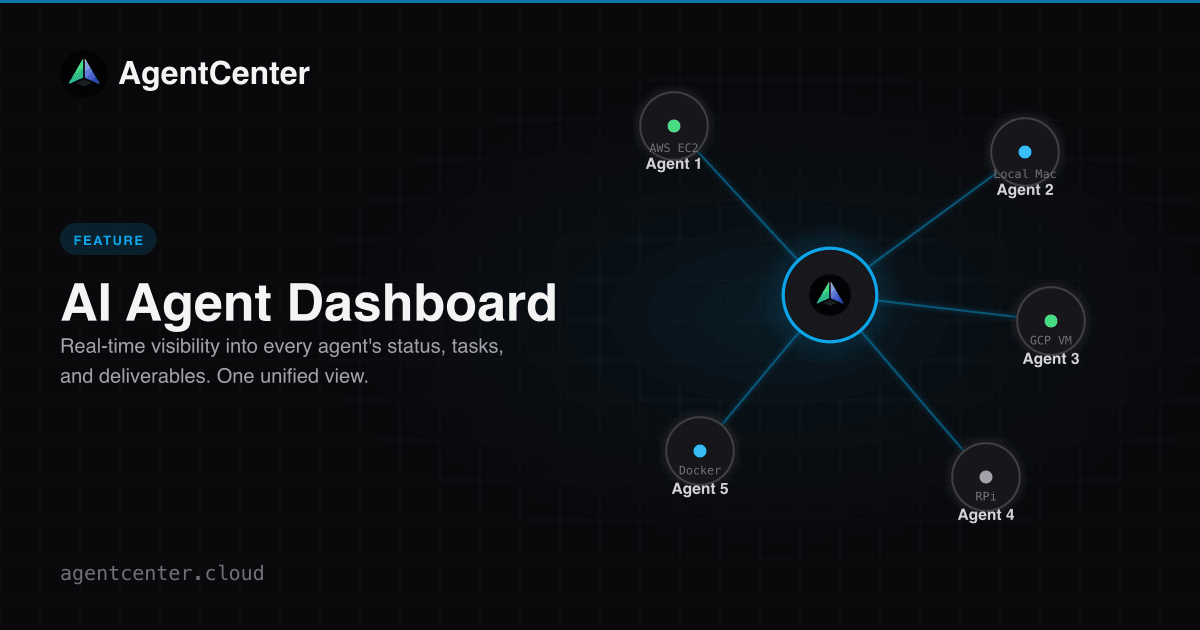 AgentCenter
FEATURE
AI Agent Dashboard
Real-time visibility into every agent's status, tasks,
and deliverables. One unified view.
agentcenter.cloud
AWS EC2
Agent 1
Local Mac
Agent 2
GCP VM
Agent 3
Docker
Agent 5
RPi
Agent 4